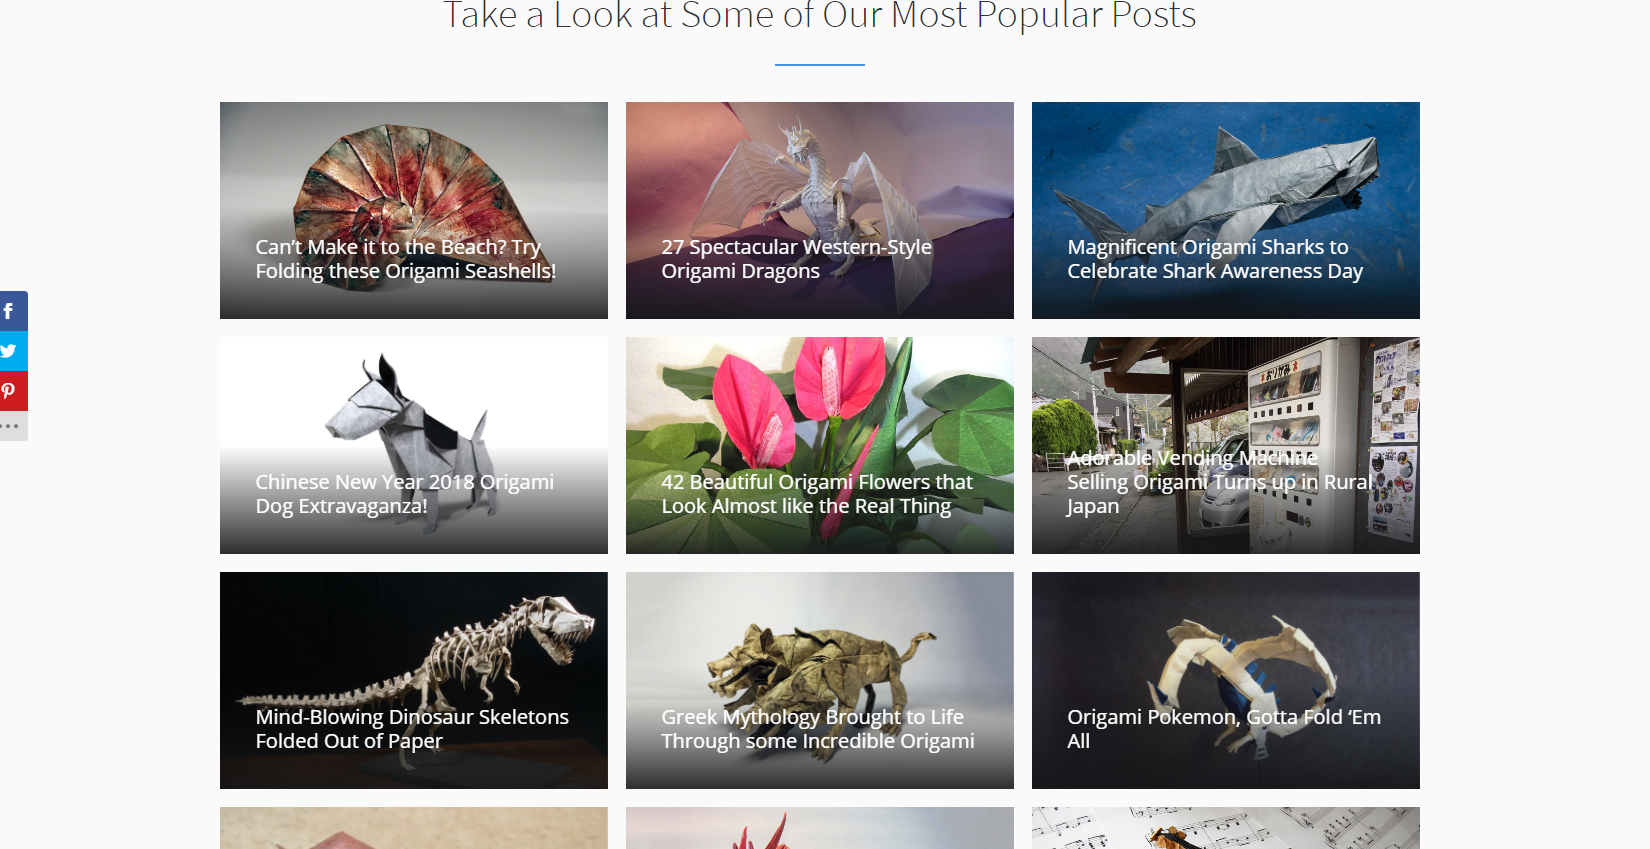 Take a Look at Some of Our Most Popular Posts
Can’t Make it to the Beach? Try
Folding these Origami Seashells!
27 Spectacular Western-Style
Origami Dragons
Magnificent Origami Sharks to
Celebrate Shark Awareness Day
Chinese New Year 2018 Origami
Dog Extravaganza!
42 Beautiful Origami Flowers that
Look Almost like the Real Thing
おりがみ
Adorable Vending Machine
Selling Origami Turns up in Rural
Japan
Mind-Blowing Dinosaur Skeletons
Folded Out of Paper
Greek Mythology Brought to Life
Through some Incredible Origami
Origami Pokemon, Gotta Fold ‘Em
All